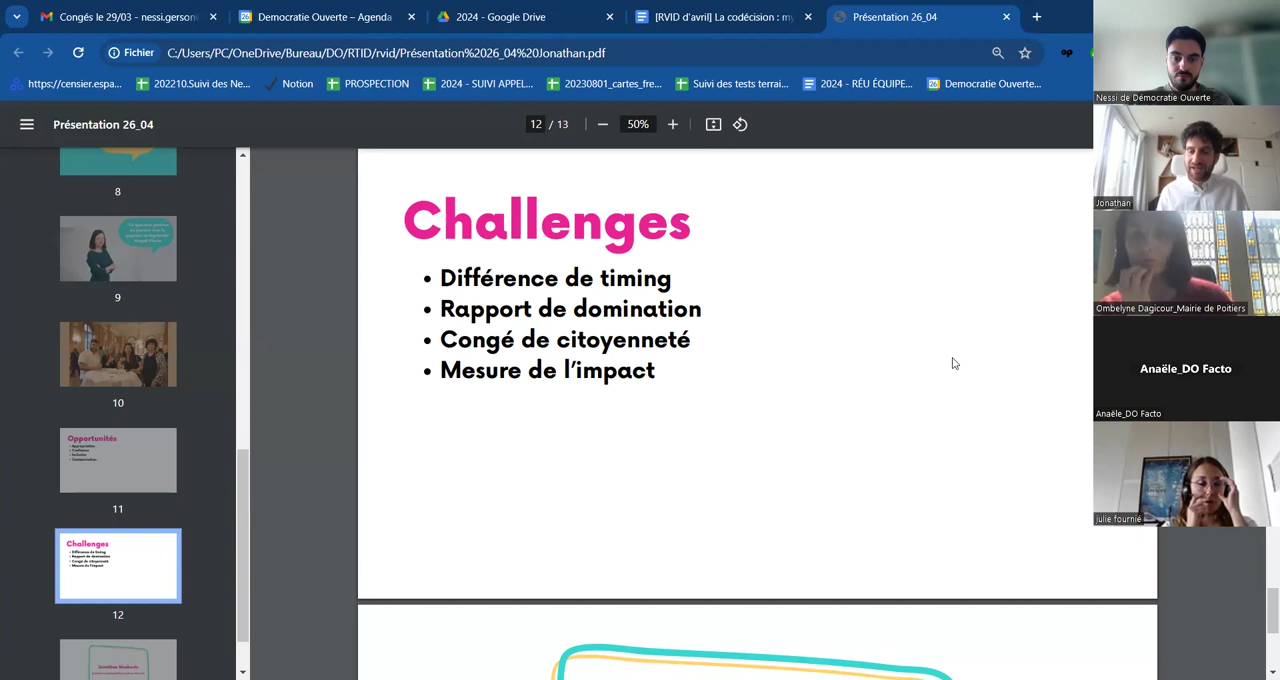 Congés le 29/03 - nessi.gerson
Democratie Ouverte – Agenda
2024 - Google Drive
[RVID d'avril] La codécision : my
Présentation 26_04
Fichier
C:/Users/PC/OneDrive/Bureau/DO/RTID/rvid/Présentation%2026_04%20Jonathan.pdf
https://censier.espa...
202210.Suivi des Ne...
Notion
PROSPECTION
2024 - SUIVI APPEL...
20230801_cartes_fre...
Suivi des tests terrai...
2024 - RÉU ÉQUIPE...
Democratie Ouverte...
Présentation 26_04
12 / 13
50%
8
9
10
Opportunités
11
Challenges
Différence de timing
Rapport de domination
Congé de citoyenneté
Mesure de l'impact
12
Challenges
• Différence de timing
• Rapport de domination
• Congé de citoyenneté
• Mesure de l'impact
Nessi de Démocratie Ouverte
Jonathan
Ombelyne Dagicour_Mairie de Poitiers
Anaële_DO Facto
Anaële_DO Facto
julie fournié